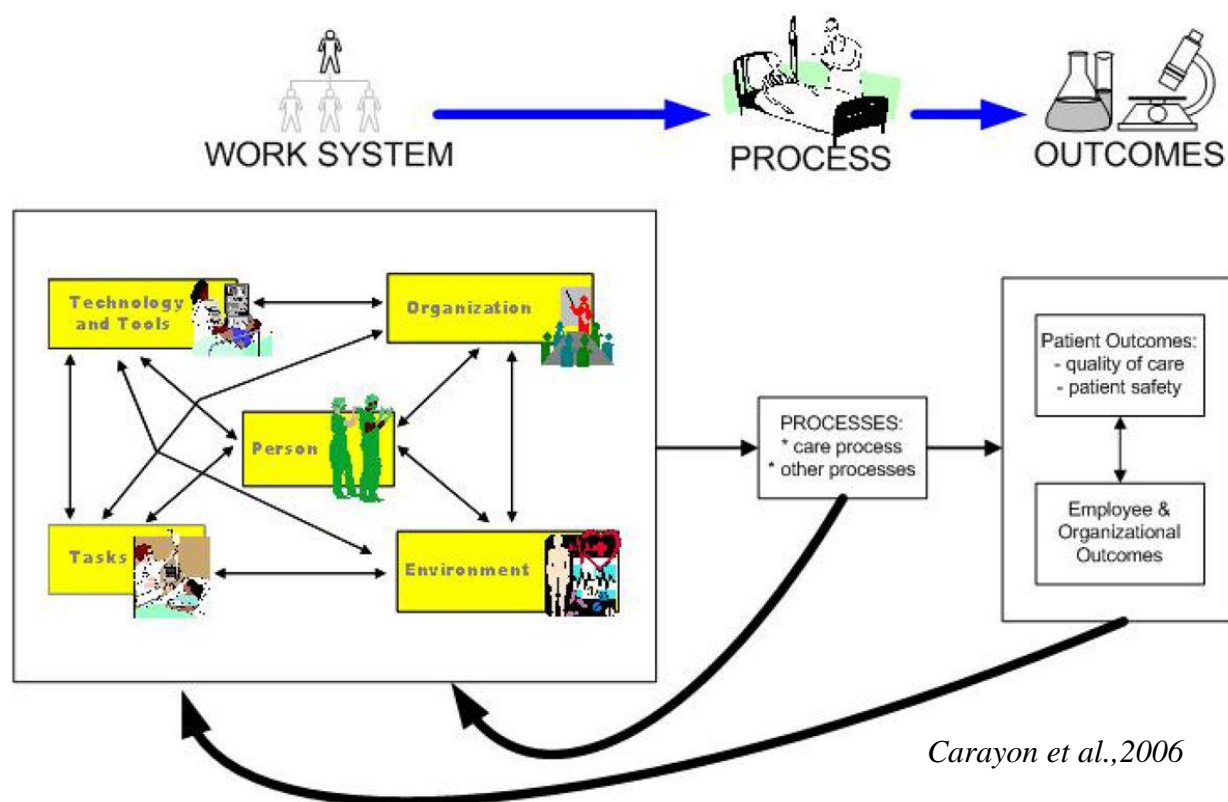 WORK SYSTEM
PROCESS
OUTCOMES
Technology
and Tools
Organization
Person
Tasks
Environment
PROCESSES:
* care process
* other processes
Patient Outcomes:
- quality of care
- patient safety
Employee &
Organizational
Outcomes
Carayon et al.,2006